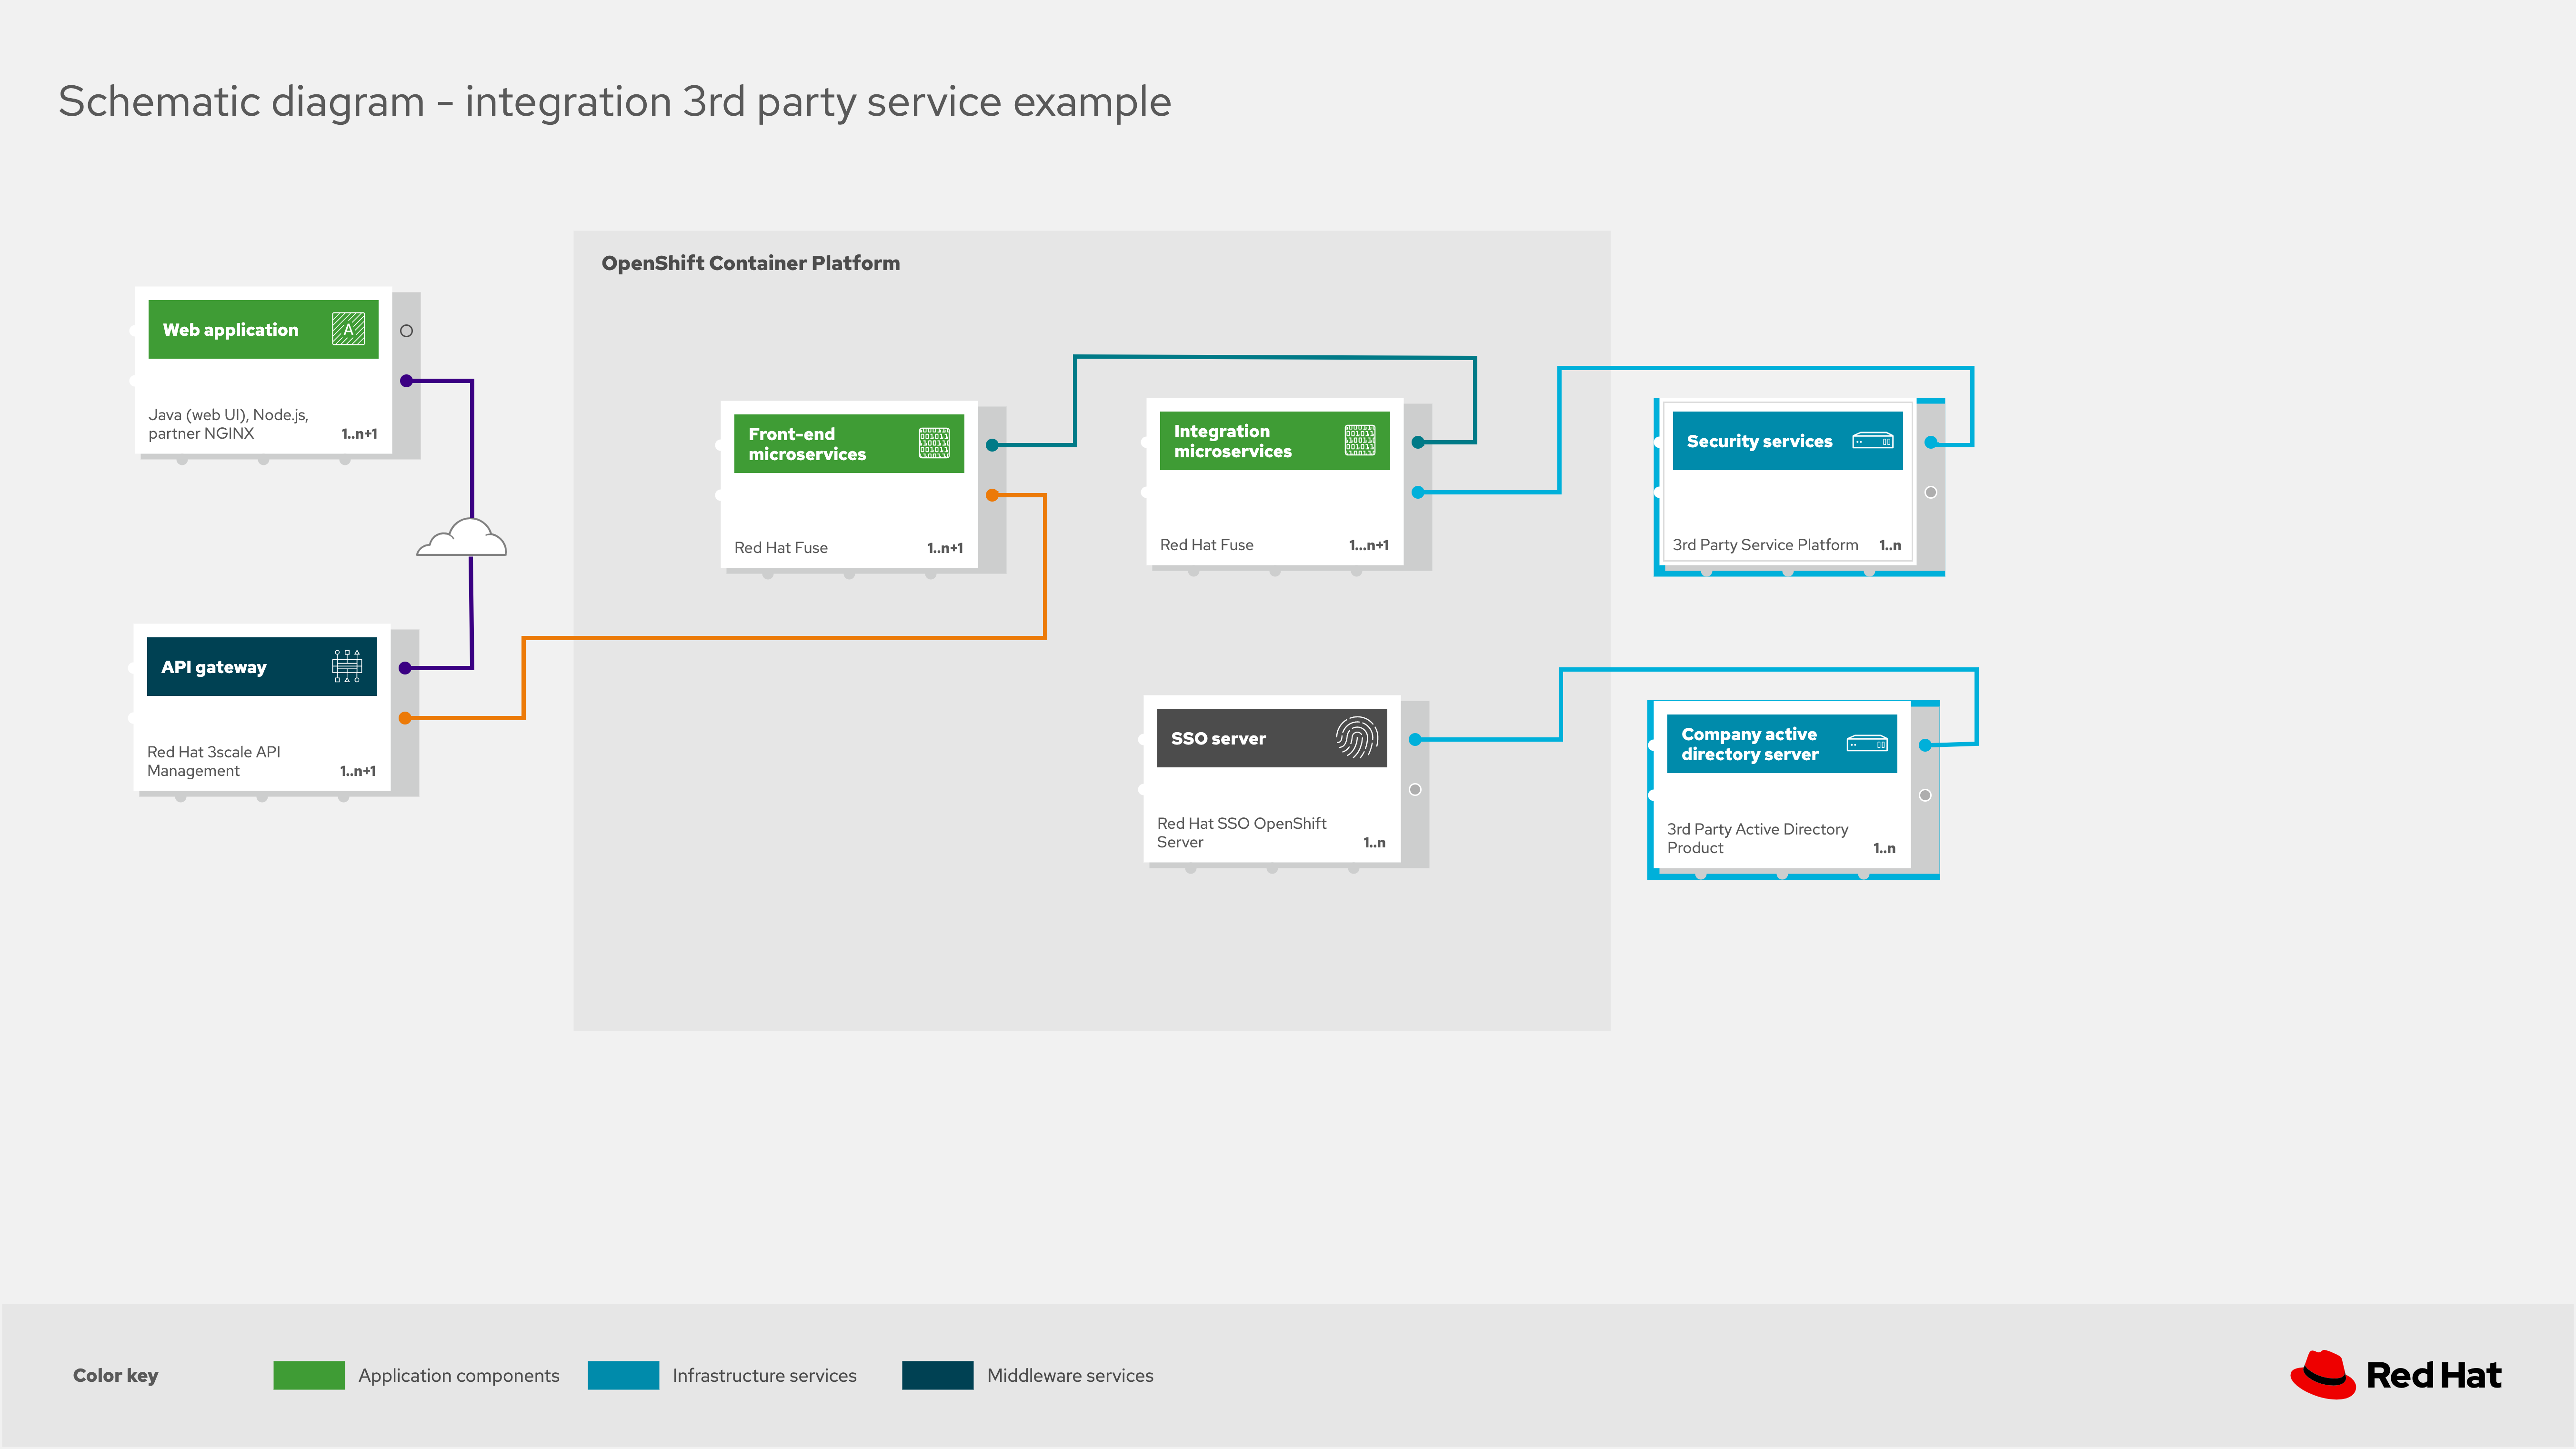 Schematic diagram - integration 3rd party service example
OpenShift Container Platform
Web application
A
Java (web UI), Node.js,
partner NGINX
1..n+1
Front-end
microservices
Red Hat Fuse
1..n+1
Integration
microservices
Red Hat Fuse
1...n+1
Security services
3rd Party Service Platform
1..n
API gateway
Red Hat 3scale API
Management
1..n+1
SSO server
Red Hat SSO OpenShift
Server
1..n
Company active
directory server
3rd Party Active Directory
Product
1..n
Color key
Application components
Infrastructure services
Middleware services
Red Hat